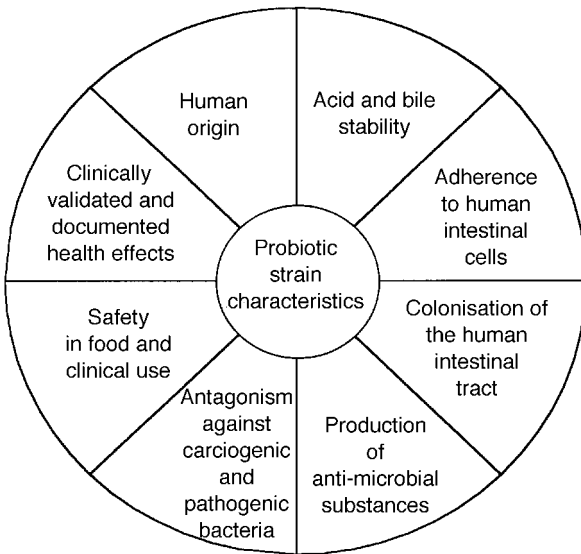 Human
origin
Acid and bile
stability
Clinically
validated and
documented
health effects
Adherence
to human
intestinal
cells
Probiotic
strain
characteristics
Safety
in food and
clinical use
Colonisation of
the human
intestinal
tract
Antagonism
against
carciogenic
and
pathogenic
bacteria
Production
of
anti-microbial
substances